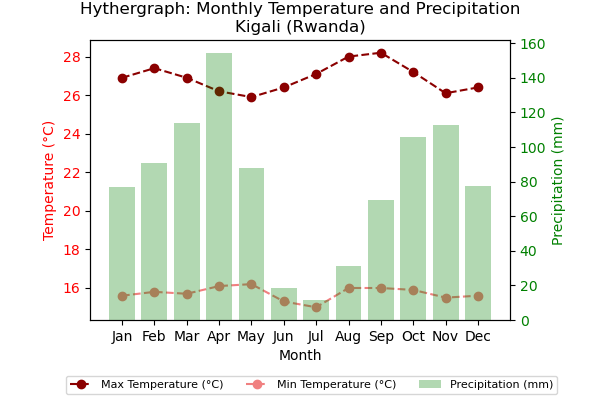 Hythergraph: Monthly Temperature and Precipitation
Kigali (Rwanda)
Temperature (°C)
28
26
24
22
20
18
16
160
140
120
100
80
60
40
20
0
Precipitation (mm)
Jan Feb Mar Apr May Jun Jul Aug Sep Oct Nov Dec
Month
Max Temperature (°C) Min Temperature (°C) Precipitation (mm)